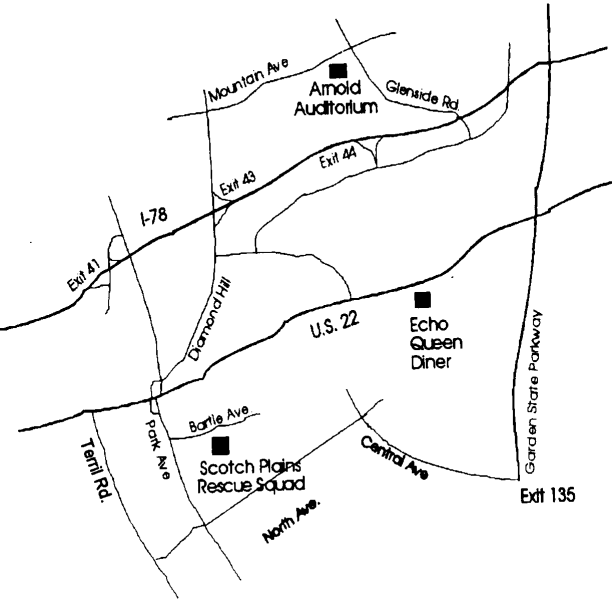 Mountain Ave
Arnold
Auditorium
Glenside Rd.
Exit 44
Exit 43
I-78
Exit 41
Diamond Hill
U.S. 22
Echo
Queen
Diner
Garden State Parkway
Bartle Ave
Park Ave
Terril Rd.
Scotch Plains
Rescue Squad
Central Ave
North Ave.
Exit 135